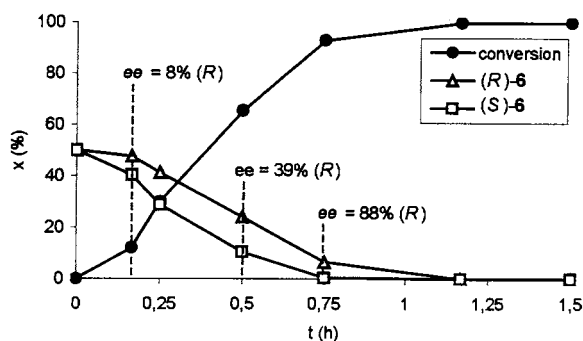 100
80
60
40
20
0
x (%)
ee = 8% (R)
ee = 39% (R)
ee = 88% (R)
conversion
(R)-6
(S)-6
0
0,25
0,5
0,75
1
1,25
1,5
t (h)